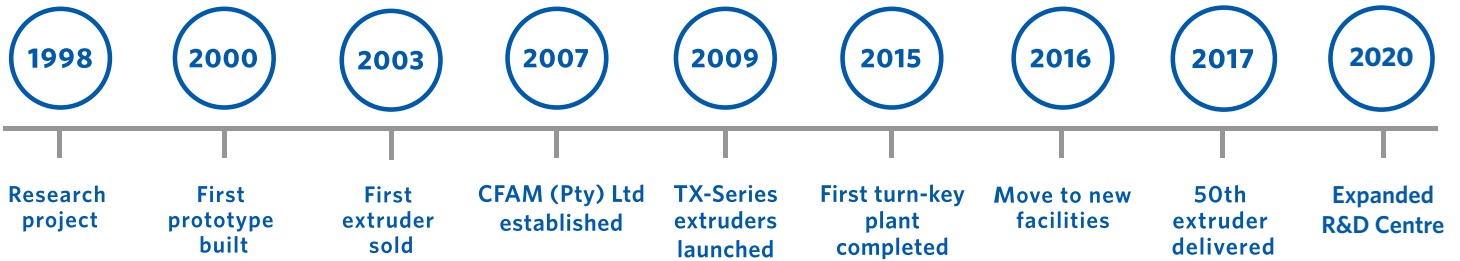 1998
2000
2003
2007
2009
2015
2016
2017
2020
Research
project
First
prototype
built
First
extruder
sold
CFAM (Pty) Ltd
established
TX-Series
extruders
launched
First turn-key
plant
completed
Move to new
facilities
50th
extruder
delivered
Expanded
R&D Centre